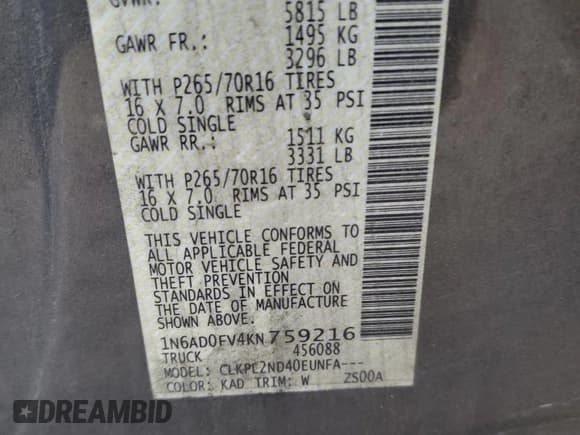 GVWR:
5815 LB
GAWR FR.: 1495 KG
3296 LB
WITH P265/70R16 TIRES
16 X 7.0 RIMS AT 35 PSI
COLD SINGLE
GAWR RR.: 1511 KG
3331 LB
WITH P265/70R16 TIRES
16 X 7.0 RIMS AT 35 PSI
COLD SINGLE
THIS VEHICLE CONFORMS TO
ALL APPLICABLE FEDERAL
MOTOR VEHICLE SAFETY AND
THEFT PREVENTION
STANDARDS IN EFFECT ON
THE DATE OF MANUFACTURE
SHOWN ABOVE.
1N6AD0FV4KN759216
TRUCK 456088
MODEL: CLKPL2ND40EUNFA---
COLOR: KAD TRIM: W ZS00A
DREAMBID